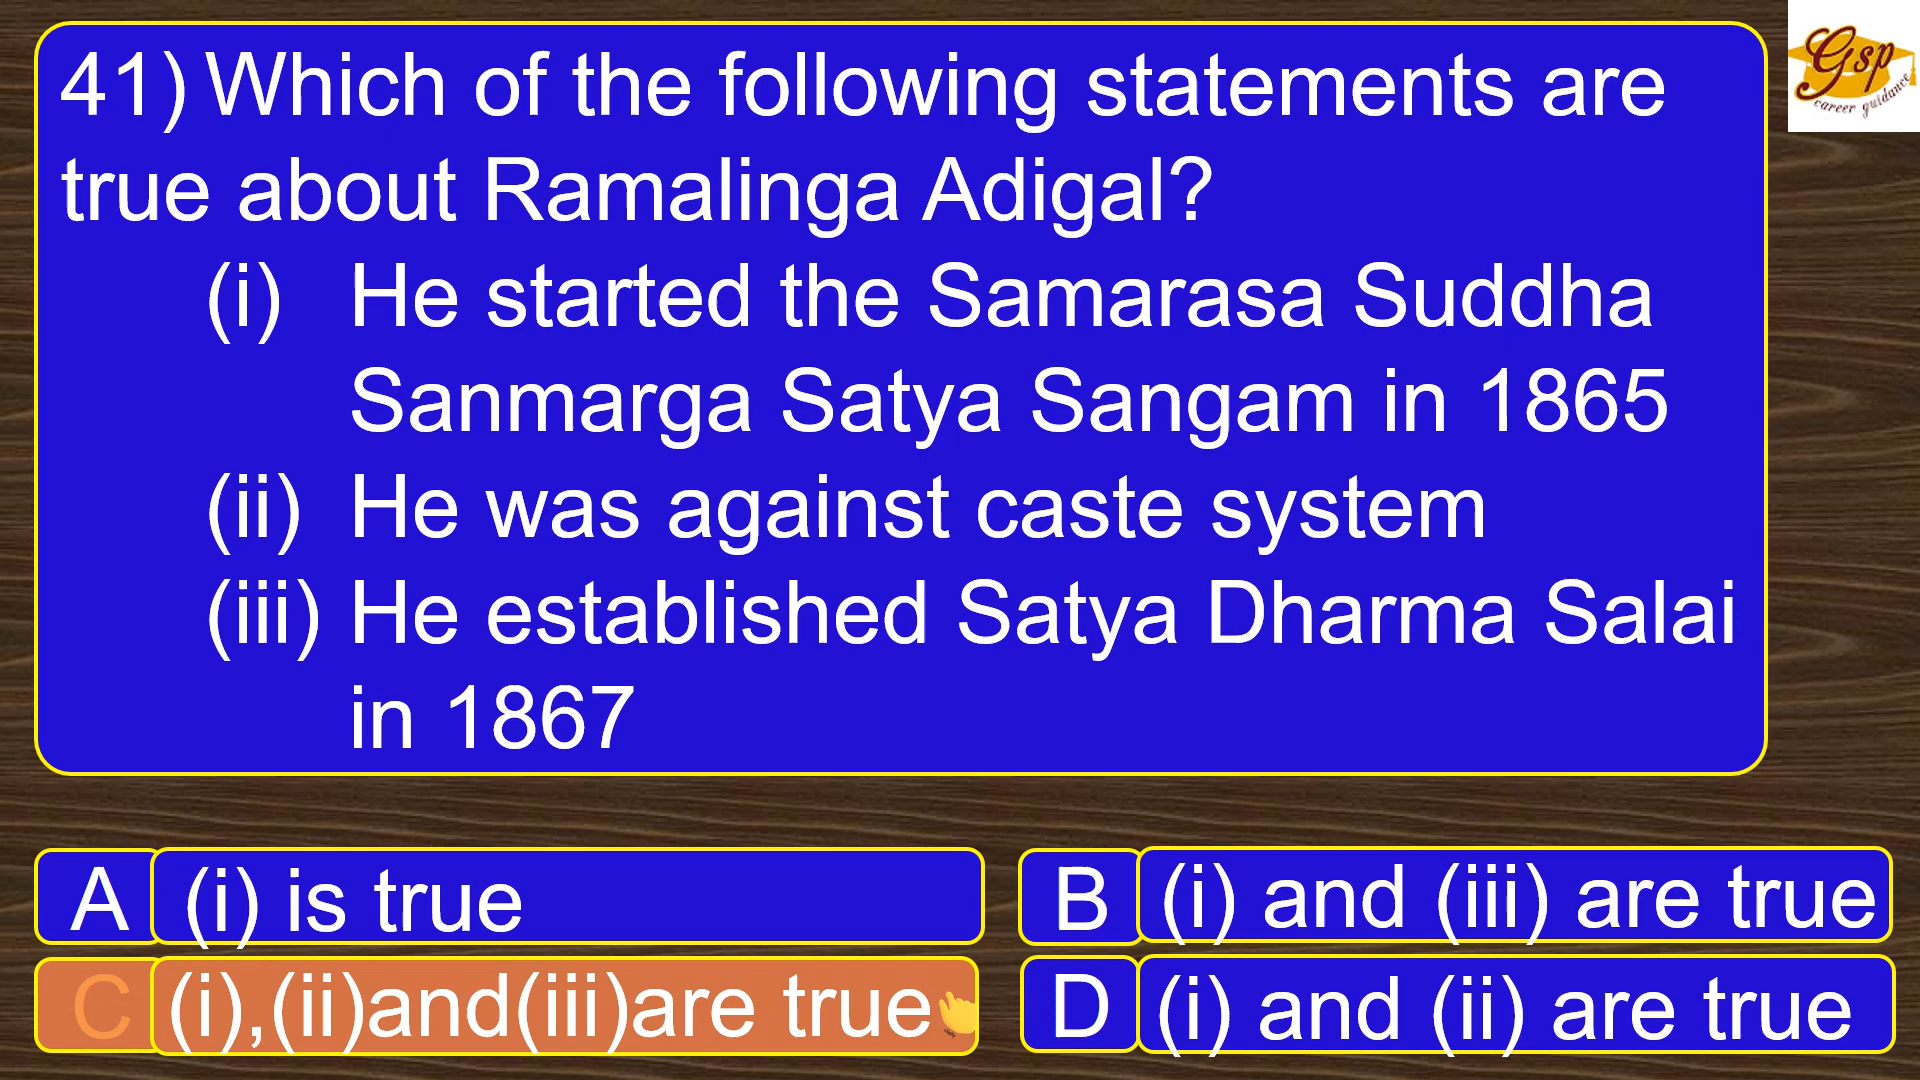 41) Which of the following statements are
true about Ramalinga Adigal?
(i) He started the Samarasa Suddha
Sanmarga Satya Sangam in 1865
(ii) He was against caste system
(iii) He established Satya Dharma Salai
in 1867
A (i) is true
B (i) and (iii) are true
C (i),(ii)and(iii)are true
D (i) and (ii) are true
Gsp
career guidance